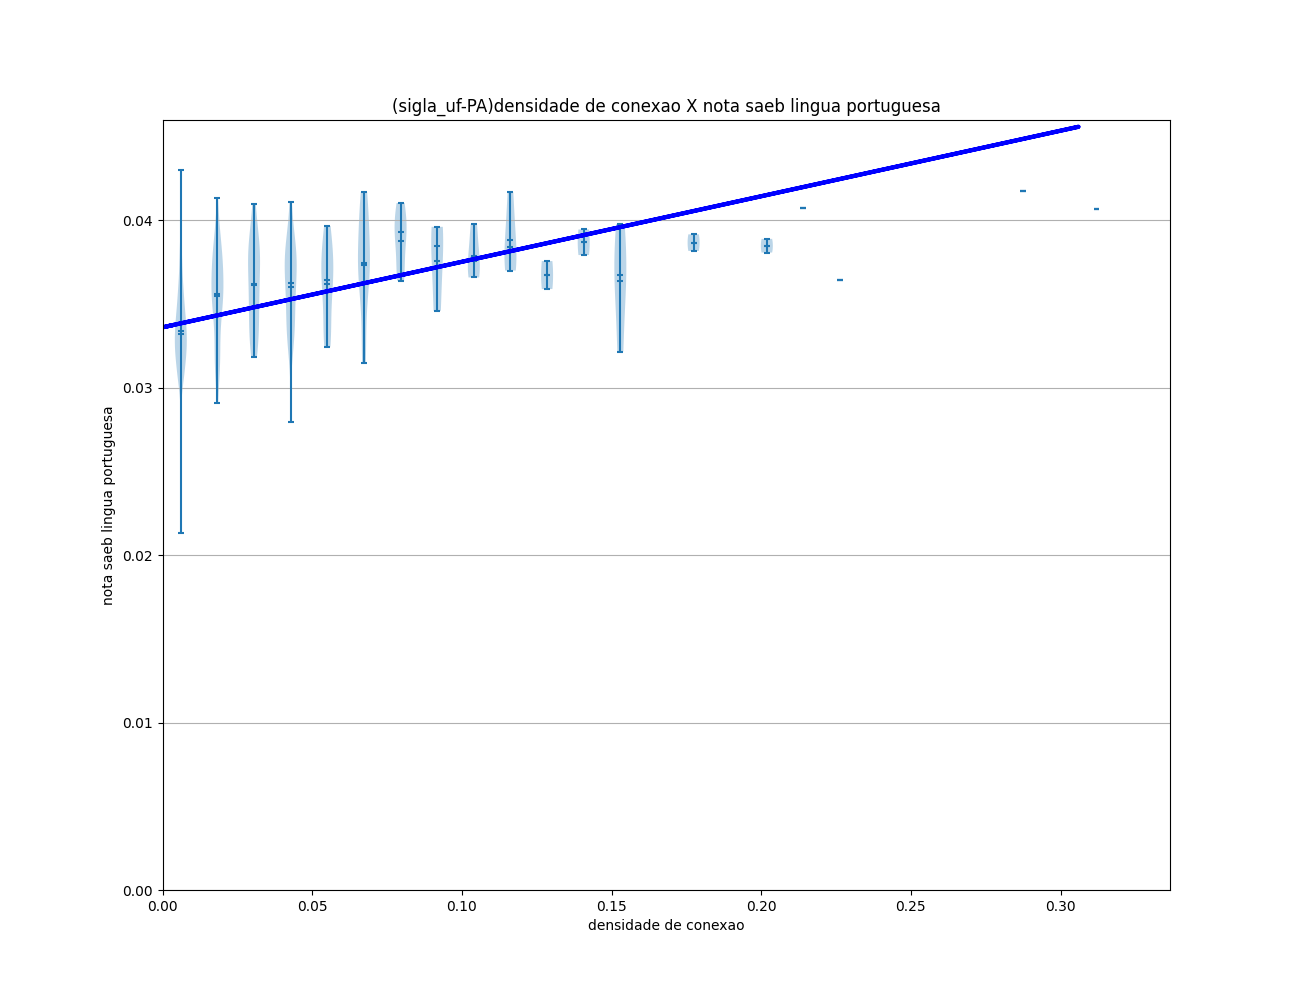 (sigla_uf-PA)densidade de conexao X nota saeb lingua portuguesa
0.04
0.03
0.02
0.01
0.00
nota saeb lingua portuguesa
0.00 0.05 0.10 0.15 0.20 0.25 0.30
densidade de conexao